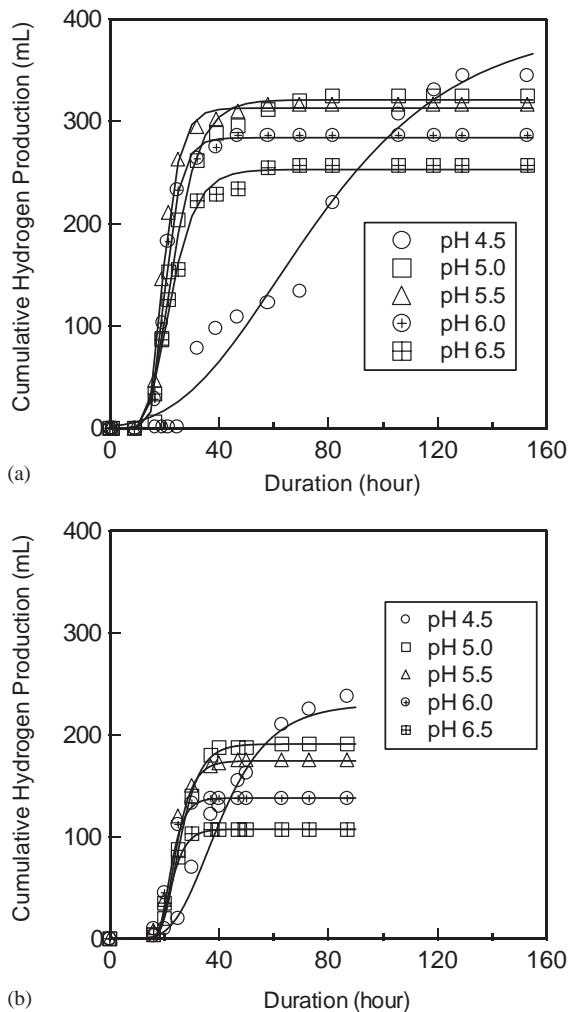 400
300
200
100
0
Cumulative Hydrogen Production (mL)
pH 4.5
pH 5.0
pH 5.5
pH 6.0
pH 6.5
0 40 80 120 160
(a)
Duration (hour)
400
300
200
100
0
Cumulative Hydrogen Production (mL)
pH 4.5
pH 5.0
pH 5.5
pH 6.0
pH 6.5
0 40 80 120 160
(b)
Duration (hour)